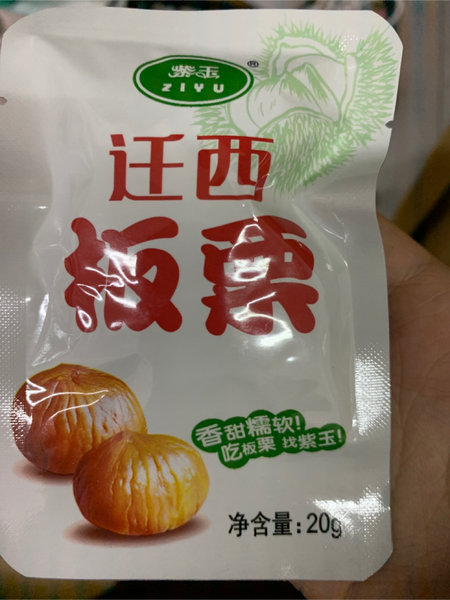 紫玉®
ZIYU
迁西
板栗
香甜糯软!
吃板栗 找紫玉!
净含量:20g